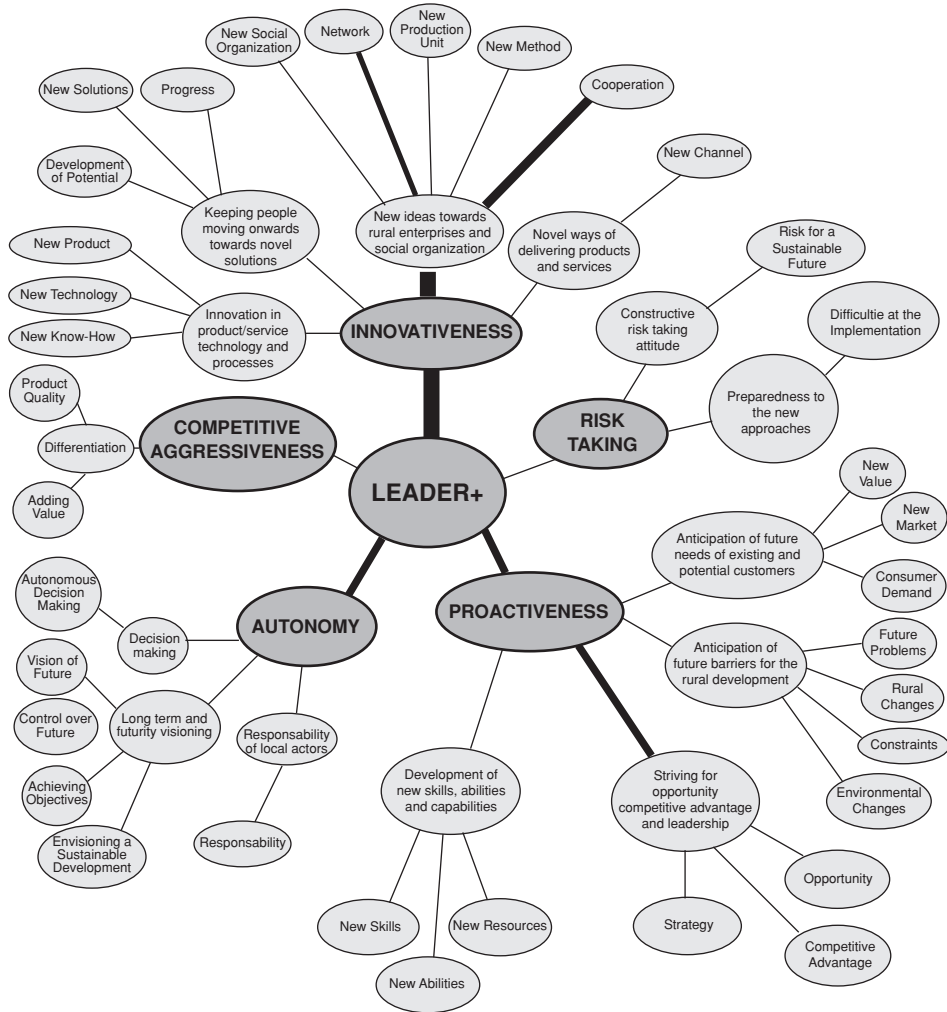 New Social
Organization
Network
New
Production
Unit
New Method
Cooperation
New Solutions
Progress
Development
of Potential
New Channel
Keeping people
moving onwards
towards novel
solutions
New ideas towards
rural enterprises and
social organization
Novel ways of
delivering products
and services
Risk for a
Sustainable
Future
New Product
New Technology
New Know-How
Innovation in
product/service
technology and
processes
INNOVATIVENESS
Constructive
risk taking
attitude
Difficultie at the
Implementation
Product
Quality
Differentiation
Adding
Value
COMPETITIVE
AGGRESSIVENESS
RISK
TAKING
Preparedness to
the new
approaches
LEADER+
New
Value
New
Market
Anticipation of future
needs of existing and
potential customers
Consumer
Demand
Autonomous
Decision
Making
Decision
making
AUTONOMY
PROACTIVENESS
Vision of
Future
Control over
Future
Long term and
futurity visioning
Achieving
Objectives
Envisioning a
Sustainable
Development
Responsability
of local actors
Responsability
Anticipation of
future barriers for the
rural development
Future
Problems
Rural
Changes
Constraints
Environmental
Changes
Development of
new skills, abilities
and capabilities
Striving for
opportunity
competitive advantage
and leadership
New Skills
New Abilities
New Resources
Strategy
Opportunity
Competitive
Advantage